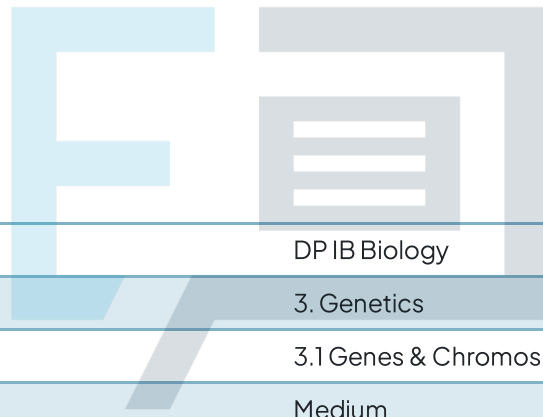 DP IB Biology
3. Genetics
3.1 Genes & Chromos
Medium